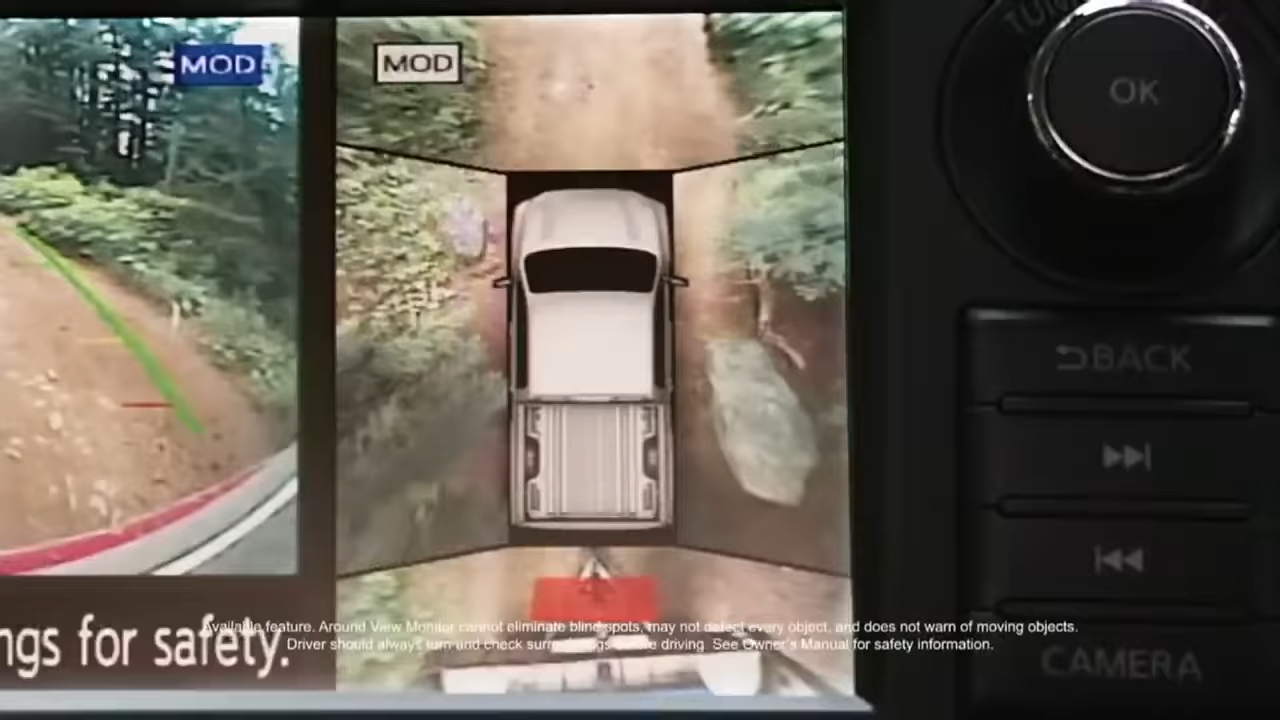 MOD
MOD
TUN
OK
BACK
CAMERA
ngs for safety.
Available feature. Around View Monitor cannot eliminate blind spots, may not detect every object, and does not warn of moving objects.
Driver should always turn and check surroundings before driving. See Owner's Manual for safety information.